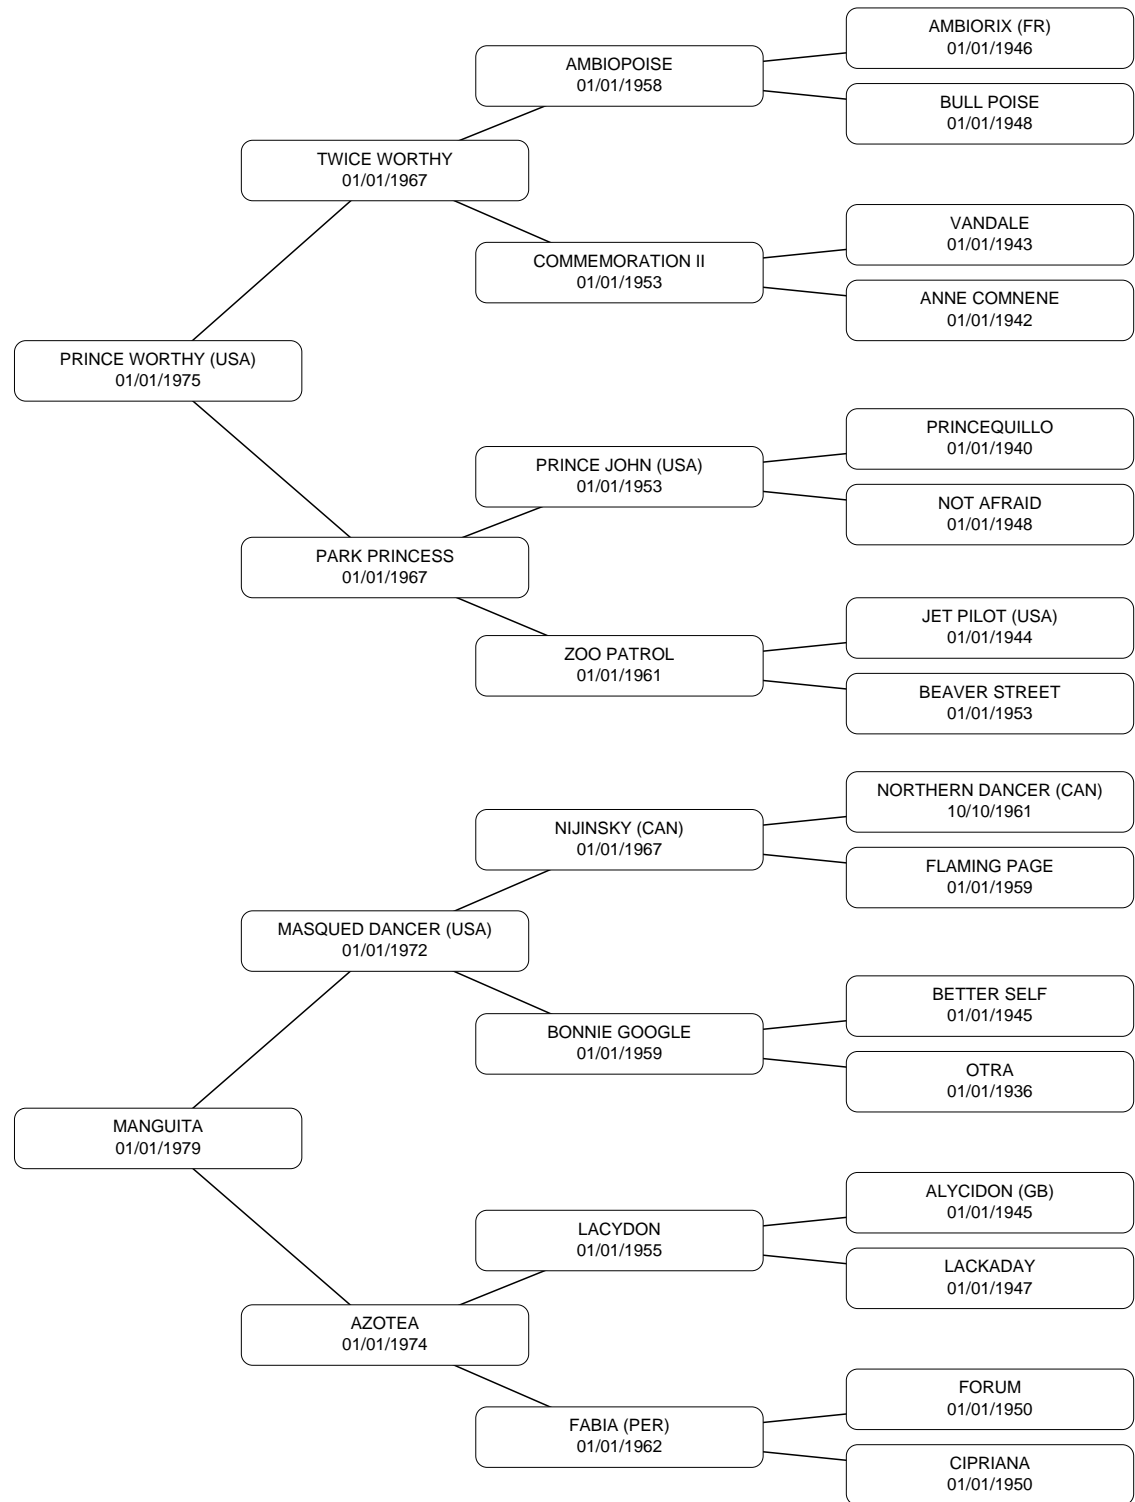 AMBIORIX (FR)
01/01/1946
AMBIOPOISE
01/01/1958
BULL POISE
01/01/1948
TWICE WORTHY
01/01/1967
VANDALE
01/01/1943
COMMEMORATION II
01/01/1953
ANNE COMNENE
01/01/1942
PRINCE WORTHY (USA)
01/01/1975
PRINCEQUILLO
01/01/1940
PRINCE JOHN (USA)
01/01/1953
NOT AFRAID
01/01/1948
PARK PRINCESS
01/01/1967
JET PILOT (USA)
01/01/1944
ZOO PATROL
01/01/1961
BEAVER STREET
01/01/1953
NORTHERN DANCER (CAN)
10/10/1961
NIJINSKY (CAN)
01/01/1967
FLAMING PAGE
01/01/1959
MASQUED DANCER (USA)
01/01/1972
BETTER SELF
01/01/1945
BONNIE GOOGLE
01/01/1959
OTRA
01/01/1936
MANGUITA
01/01/1979
ALYCIDON (GB)
01/01/1945
LACYDON
01/01/1955
LACKADAY
01/01/1947
AZOTEA
01/01/1974
FORUM
01/01/1950
FABIA (PER)
01/01/1962
CIPRIANA
01/01/1950